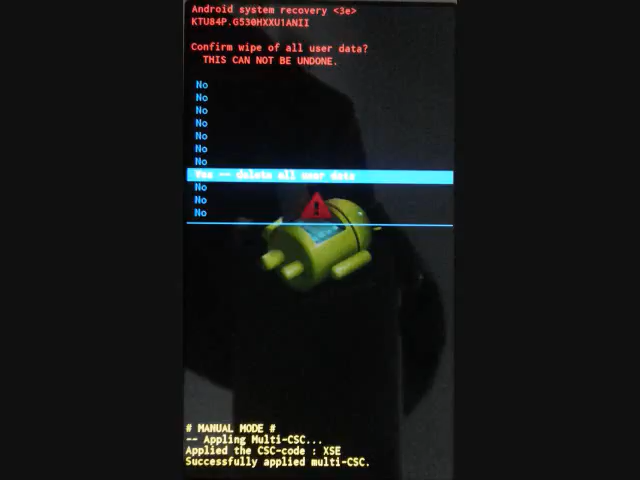 Android system recovery <3e>
KTU84P.G530HXXU1ANII
Confirm wipe of all user data?
THIS CAN NOT BE UNDONE.
No
No
No
No
No
No
No
Yes -- delete all user data
No
No
No
# MANUAL MODE #
-- Appling Multi-CSC...
Applied the CSC-code : XSE
Successfully applied multi-CSC.